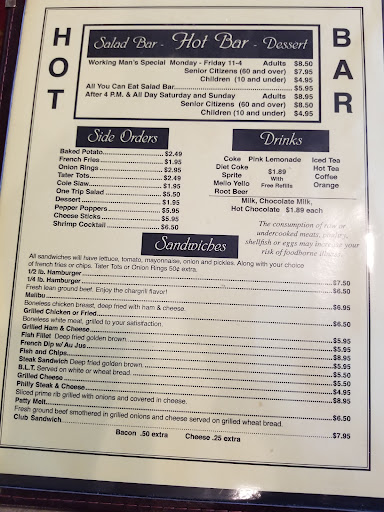 HOT
BAR
Salad Bar - Hot Bar - Dessert
Working Man's Special Monday - Friday 11-4 Adults $8.50
Senior Citizens (60 and over) $7.95
Children (10 and under) $4.95
All You Can Eat Salad Bar $5.95
After 4 P.M. & All Day Saturday and Sunday Adults $8.95
Senior Citizens (60 and over) $8.50
Children (10 and under) $4.95
Side Orders
Baked Potato $2.49
French Fries $1.95
Onion Rings $2.95
Tater Tots $2.49
Cole Slaw $1.95
One Trip Salad $5.50
Dessert $1.95
Pepper Poppers $5.95
Cheese Sticks $5.95
Shrimp Cocktail $6.50
Drinks
Coke Pink Lemonade Iced Tea
Diet Coke $1.89 Hot Tea
Sprite With Coffee
Mello Yello Free Refills Orange
Root Beer
Milk, Chocolate Milk,
Hot Chocolate $1.89 each
The consumption of raw or
undercooked meats, poultry,
shellfish or eggs may increase your
risk of foodborne illness.
Sandwiches
All sandwiches will have lettuce, tomato, mayonnaise, onion and pickles. Along with your choice
of french fries or chips. Tater Tots or Onion Rings 50¢ extra.
1/2 lb. Hamburger $7.50
1/4 lb. Hamburger $6.50
Fresh lean ground beef. Enjoy the chargrill flavor!
Malibu $6.95
Boneless chicken breast, deep fried with ham & cheese.
Grilled Chicken or Fried $6.50
Boneless white meat, grilled to your satisfaction.
Grilled Ham & Cheese $5.95
Fish Fillet Deep fried golden brown $5.95
French Dip w/ Au Jus $8.95
Fish and Chips $5.95
Steak Sandwich Deep fried golden brown $5.95
B.L.T. Served on white or wheat bread $5.50
Grilled Cheese $4.95
Philly Steak & Cheese $8.95
Sliced prime rib grilled with onions and covered in cheese.
Patty Melt $6.50
Fresh ground beef smothered in grilled onions and cheese served on grilled wheat bread.
Club Sandwich $7.95
Bacon .50 extra Cheese .25 extra